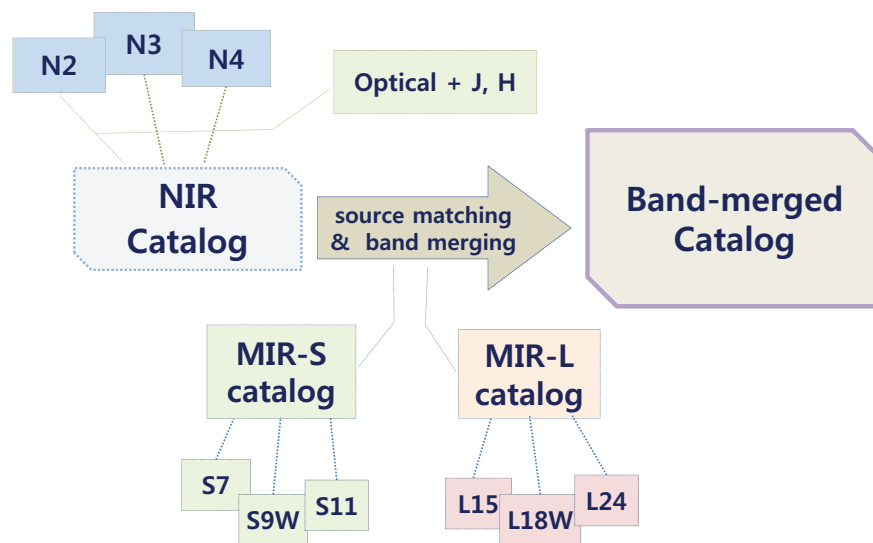 N2
N3
N4
Optical + J, H
NIR
Catalog
source matching
& band merging
Band-merged
Catalog
MIR-S
catalog
MIR-L
catalog
S7
S9W
S11
L15
L18W
L24